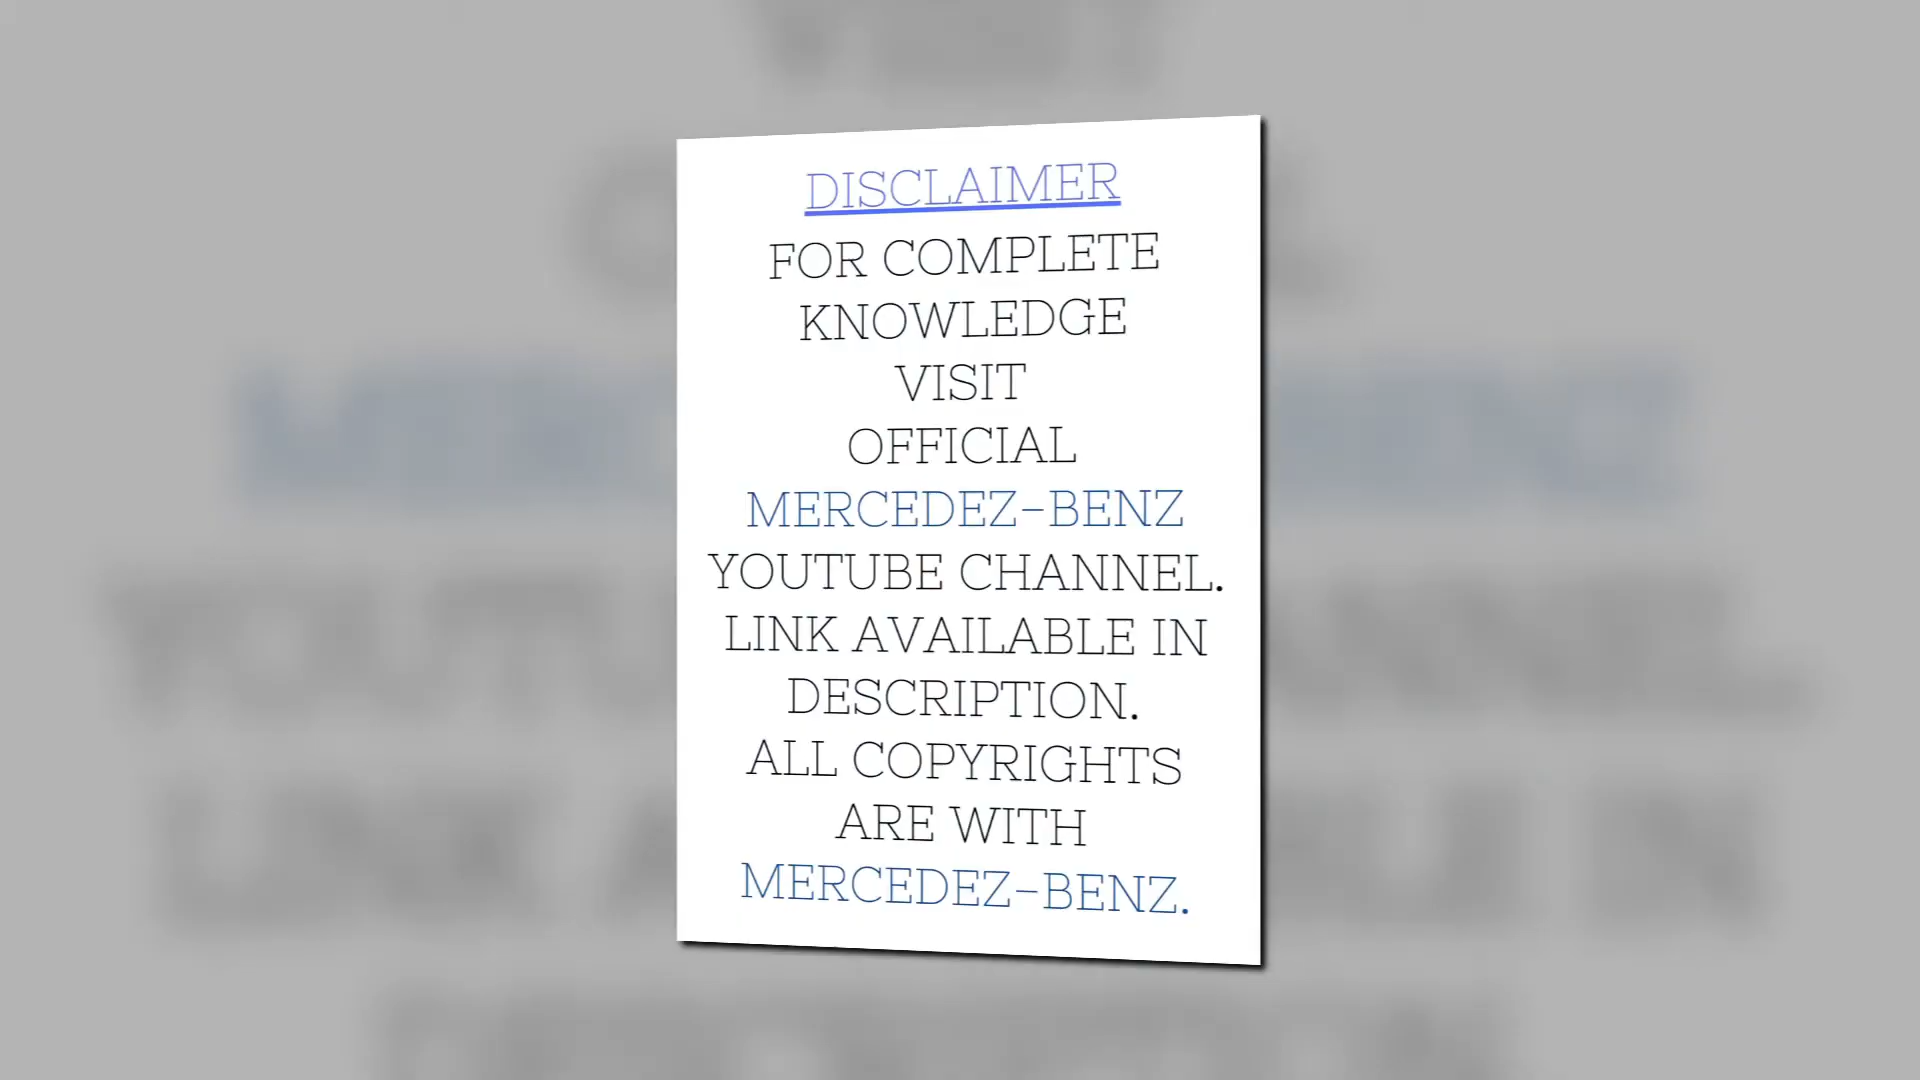 DISCLAIMER
FOR COMPLETE
KNOWLEDGE
VISIT
OFFICIAL
MERCEDEZ-BENZ
YOUTUBE CHANNEL.
LINK AVAILABLE IN
DESCRIPTION.
ALL COPYRIGHTS
ARE WITH
MERCEDEZ-BENZ.